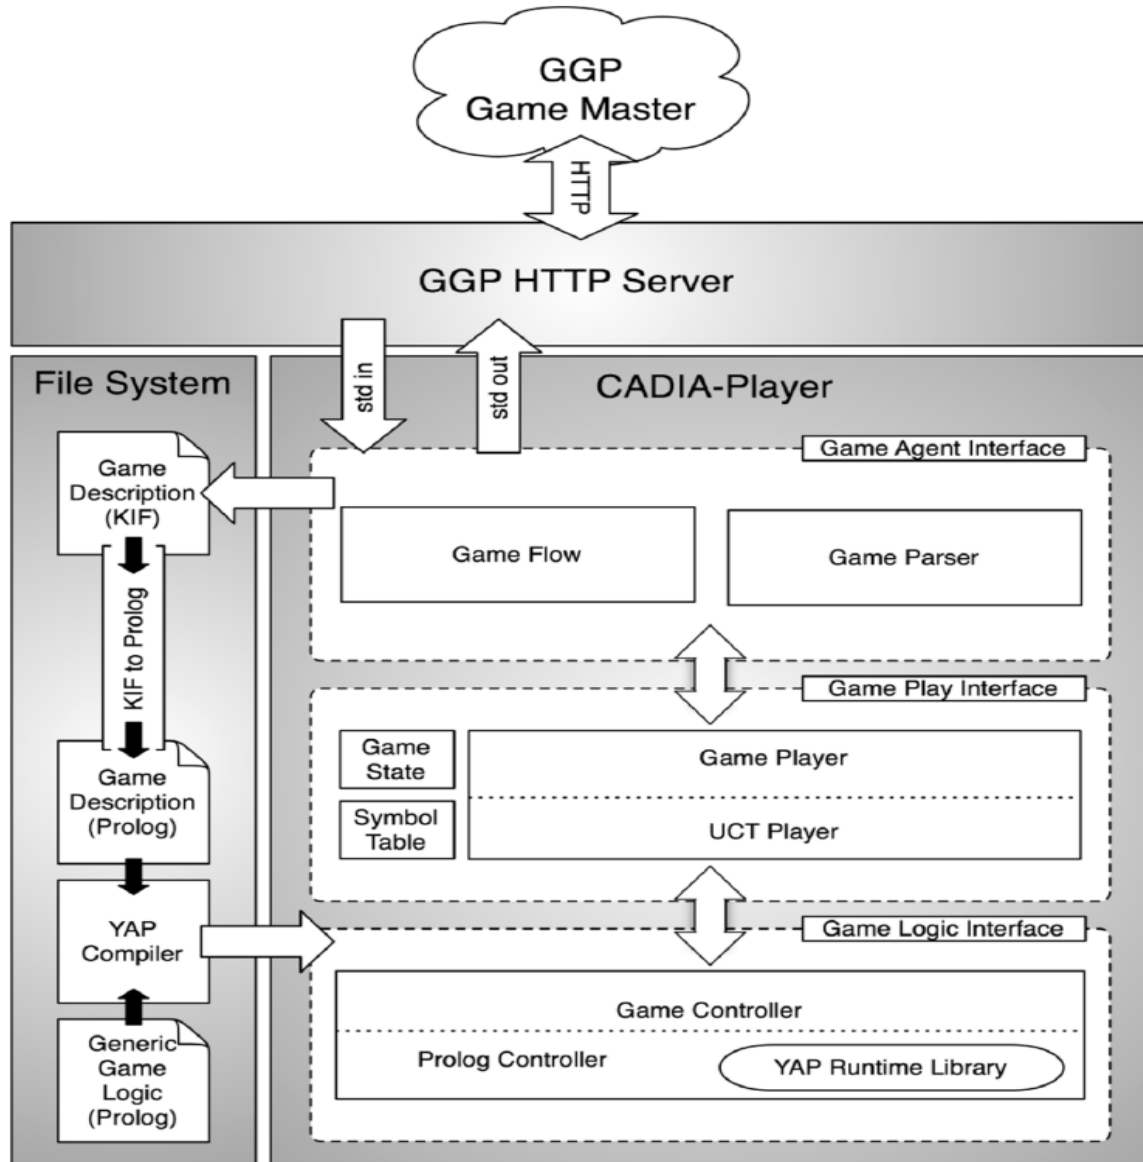 GGP
Game Master
HTTP
GGP HTTP Server
std in
std out
File System
CADIA-Player
Game
Description
(KIF)
KIF to Prolog
Game
Description
(Prolog)
YAP
Compiler
Generic
Game
Logic
(Prolog)
Game Agent Interface
Game Flow
Game Parser
Game Play Interface
Game
State
Symbol
Table
Game Player
UCT Player
Game Logic Interface
Game Controller
Prolog Controller
YAP Runtime Library